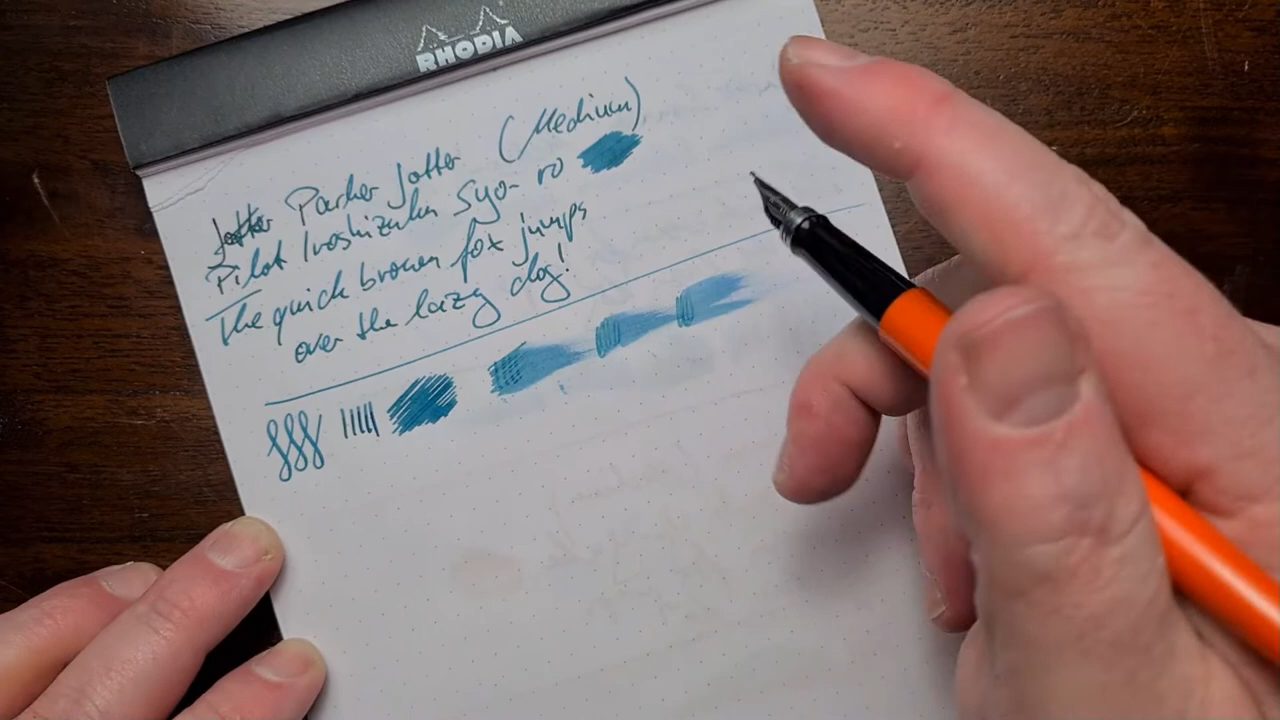 RHODIA
Jotter Parker Jotter (Medium)
Pilot Iroshizuku Syo-ro
The quick brown fox jumps
over the lazy dog!